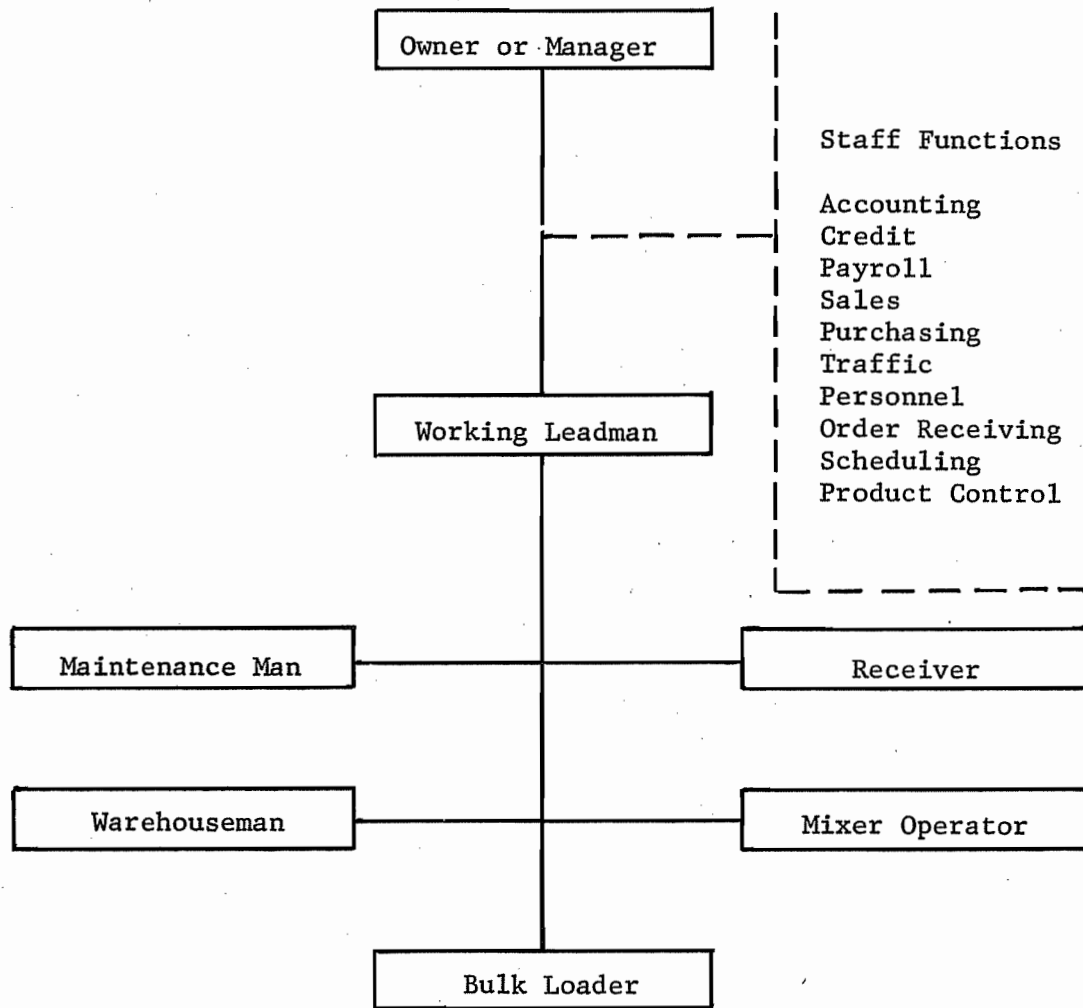 Owner or Manager
Staff Functions
Accounting
Credit
Payroll
Sales
Purchasing
Traffic
Personnel
Order Receiving
Scheduling
Product Control
Working Leadman
Maintenance Man
Receiver
Warehouseman
Mixer Operator
Bulk Loader